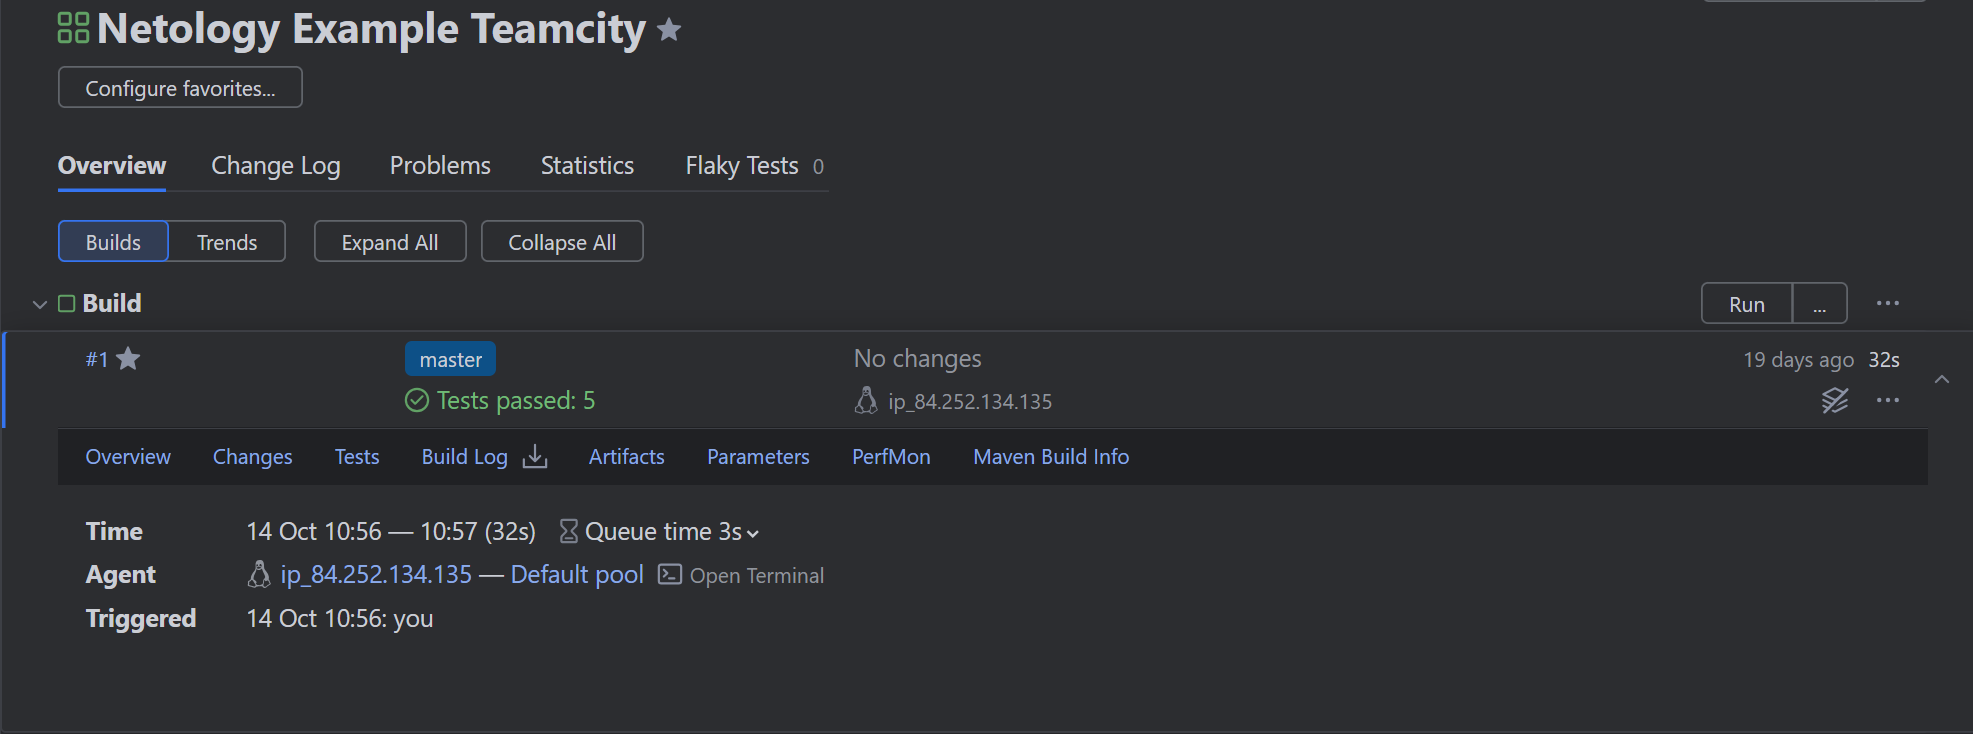 Netology Example Teamcity
Configure favorites...
Overview Change Log Problems Statistics Flaky Tests 0
Builds Trends Expand All Collapse All
Build Run ... ...
#1 master No changes 19 days ago 32s
Tests passed: 5 ip_84.252.134.135 ...
Overview Changes Tests Build Log Artifacts Parameters PerfMon Maven Build Info
Time 14 Oct 10:56 — 10:57 (32s) Queue time 3s
Agent ip_84.252.134.135 — Default pool Open Terminal
Triggered 14 Oct 10:56: you